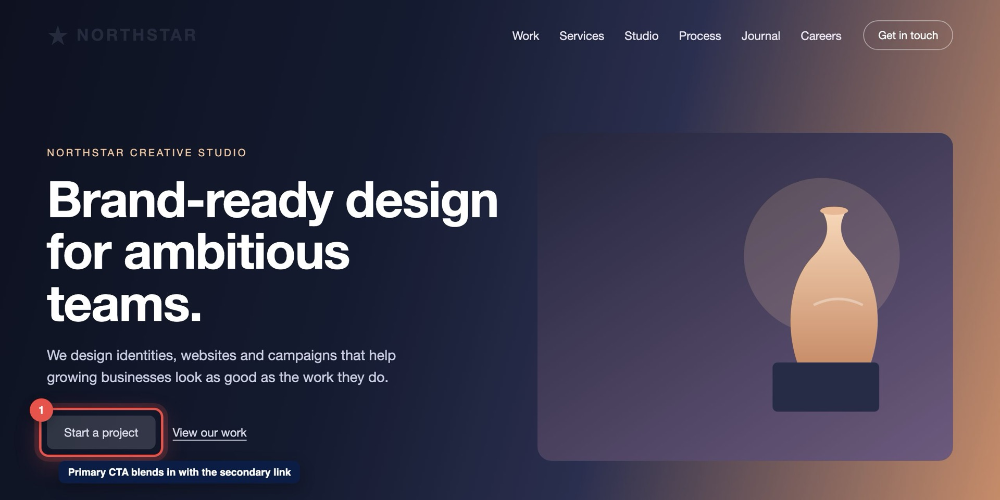 NORTHSTAR
Work
Services
Studio
Process
Journal
Careers
Get in touch
NORTHSTAR CREATIVE STUDIO
Brand-ready design
for ambitious
teams.
We design identities, websites and campaigns that help
growing businesses look as good as the work they do.
1
Start a project
View our work
Primary CTA blends in with the secondary link